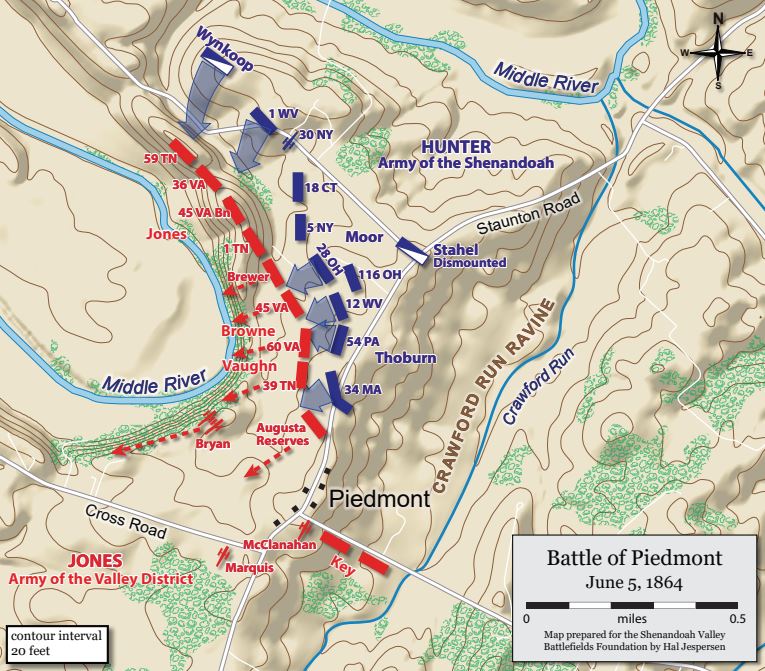 N
W
E
S
Wynkoop
Middle River
1 WV
30 NY
HUNTER
Army of the Shenandoah
59 TN
36 VA
18 CT
45 VA Bn
Staunton Road
Jones
5 NY
Moor
1 TN
28 OH
Stahel
Dismounted
116 OH
Brewer
45 VA
12 WV
Browne
60 VA
54 PA
Vaughn
Thoburn
CRAWFORD RUN RAVINE
Crawford Run
Middle River
39 TN
34 MA
Bryan
Augusta
Reserves
Piedmont
Cross Road
McClanahan
JONES
Army of the Valley District
Marquis
Key
Battle of Piedmont
June 5, 1864
0
miles
0.5
Map prepared for the Shenandoah Valley
Battlefields Foundation by Hal Jespersen
contour interval
20 feet